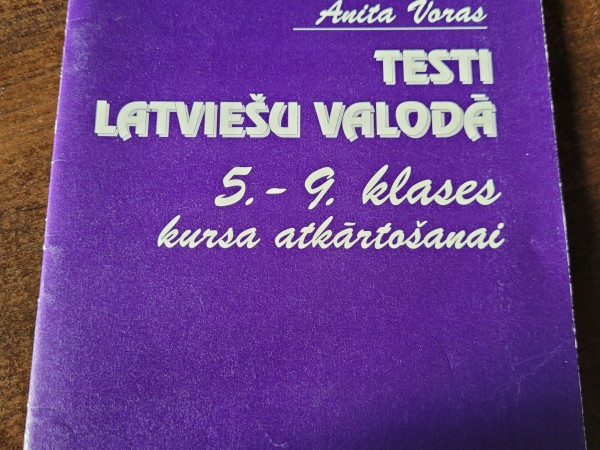 Anita Voras
TESTI
LATVIEŠU VALODĀ
5.- 9. klases
kursa atkārtošanai